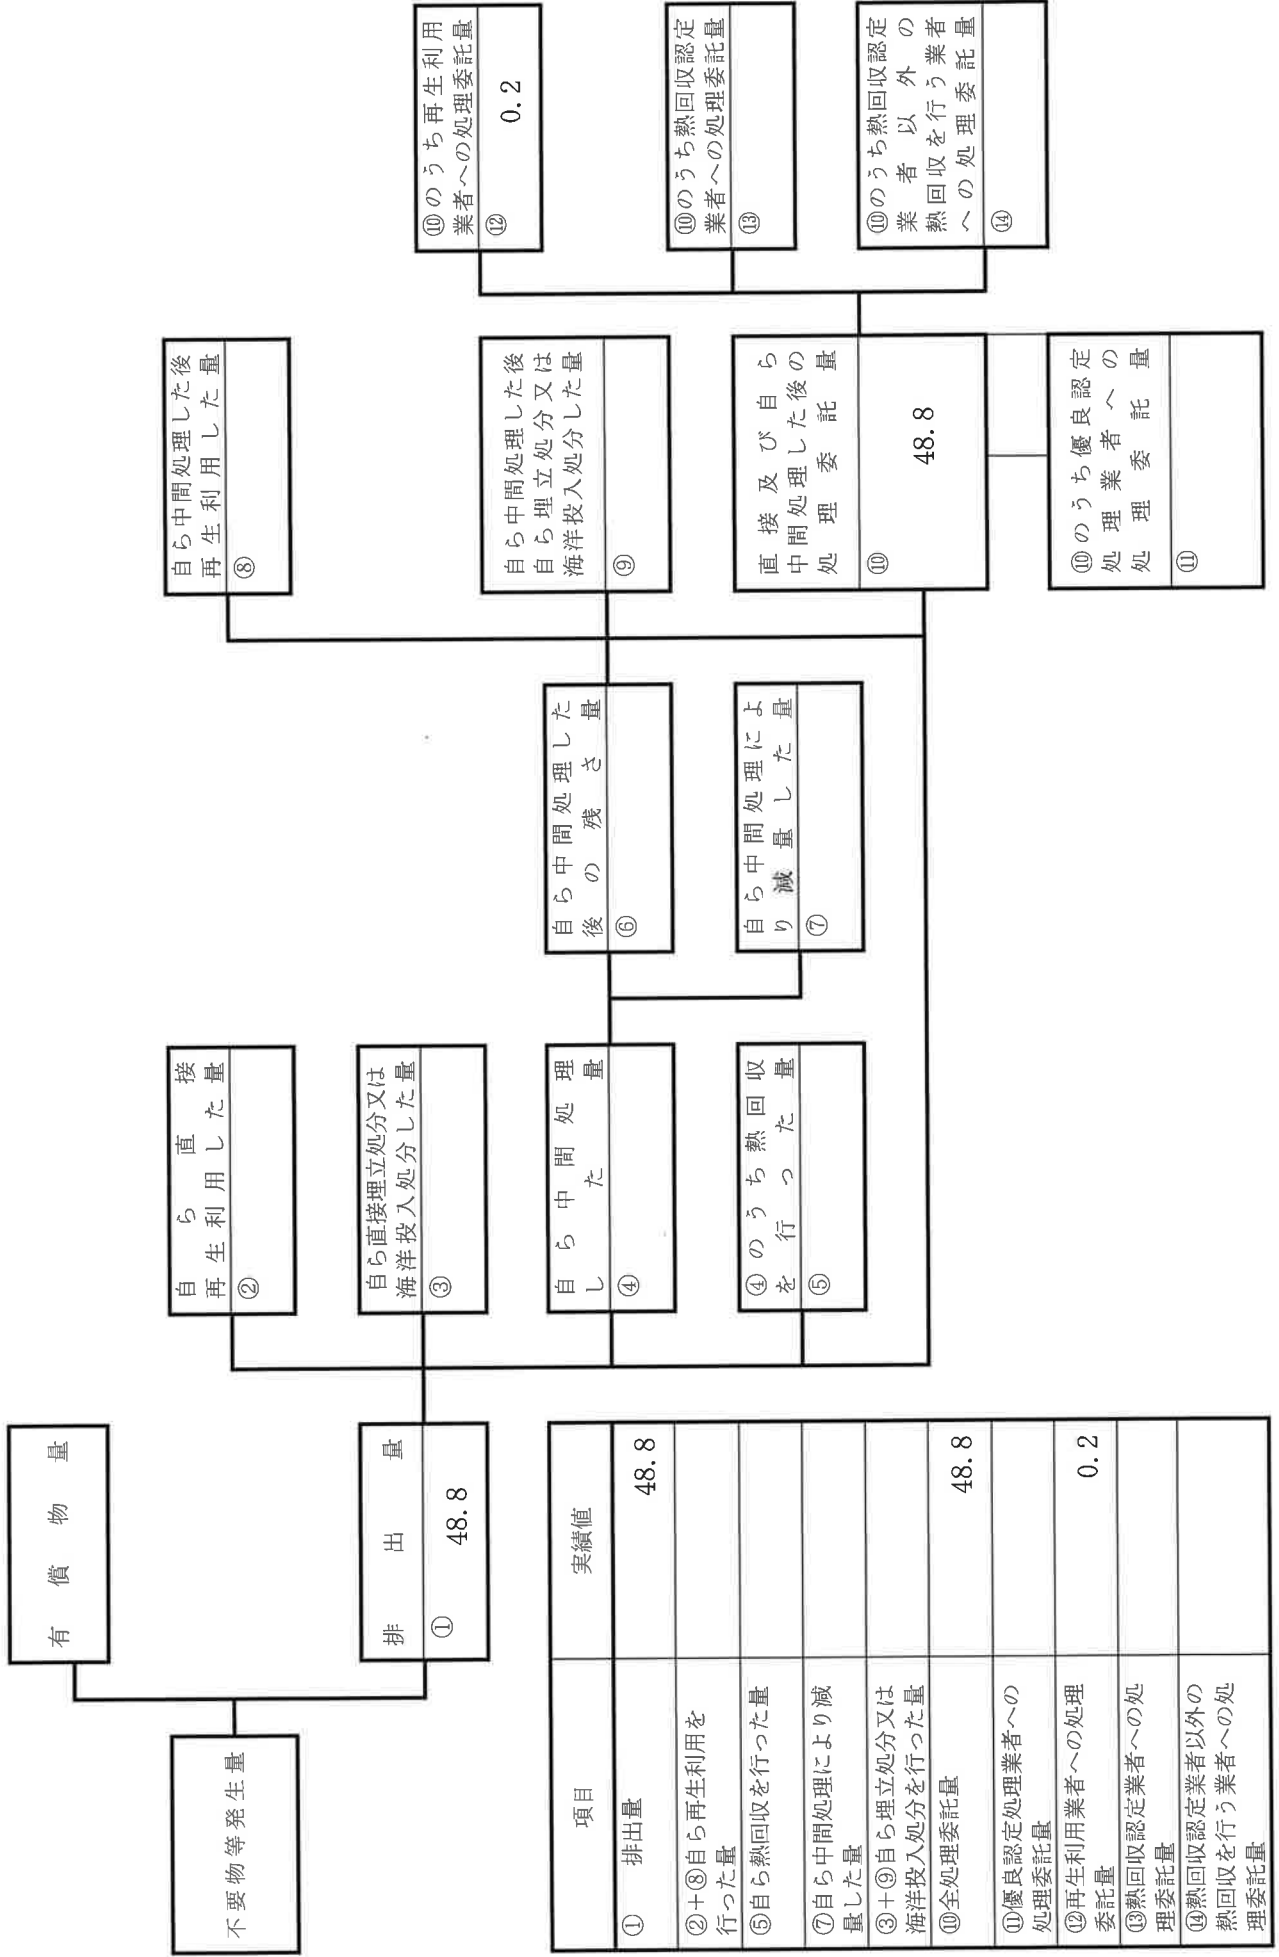 不要物等発生量
有償物量
排出量
①
48.8
自ら直接
再生利用した量
②
自ら直接埋立処分又は
海洋投入処分した量
③
自ら中間処理
した量
④
④のうち熱回収
を行った量
⑤
自ら中間処理した
後の残さ量
⑥
自ら中間処理によ
り減量した量
⑦
自ら中間処理した後
再生利用した量
⑧
自ら中間処理した後
自ら埋立処分又は
海洋投入処分した量
⑨
直接及び自ら
中間処理した後の
処理委託量
⑩
48.8
⑩のうち優良認定
処理業者への
処理委託量
⑪
⑩のうち再生利用
業者への処理委託量
⑫
0.2
⑩のうち熱回収認定
業者への処理委託量
⑬
⑩のうち熱回収認定
業者以外の
熱回収を行う業者
への処理委託量
⑭
項目 実績値
① 排出量 48.8
②+⑧自ら再生利用を
行った量
⑤自ら熱回収を行った量
⑦自ら中間処理により減
量した量
③+⑨自ら埋立処分又は
海洋投入処分を行った量
⑩全処理委託量 48.8
⑪優良認定処理業者への
処理委託量
⑫再生利用業者への処理
委託量 0.2
⑬熱回収認定業者への処
理委託量
⑭熱回収認定業者以外の
熱回収を行う業者への処
理委託量